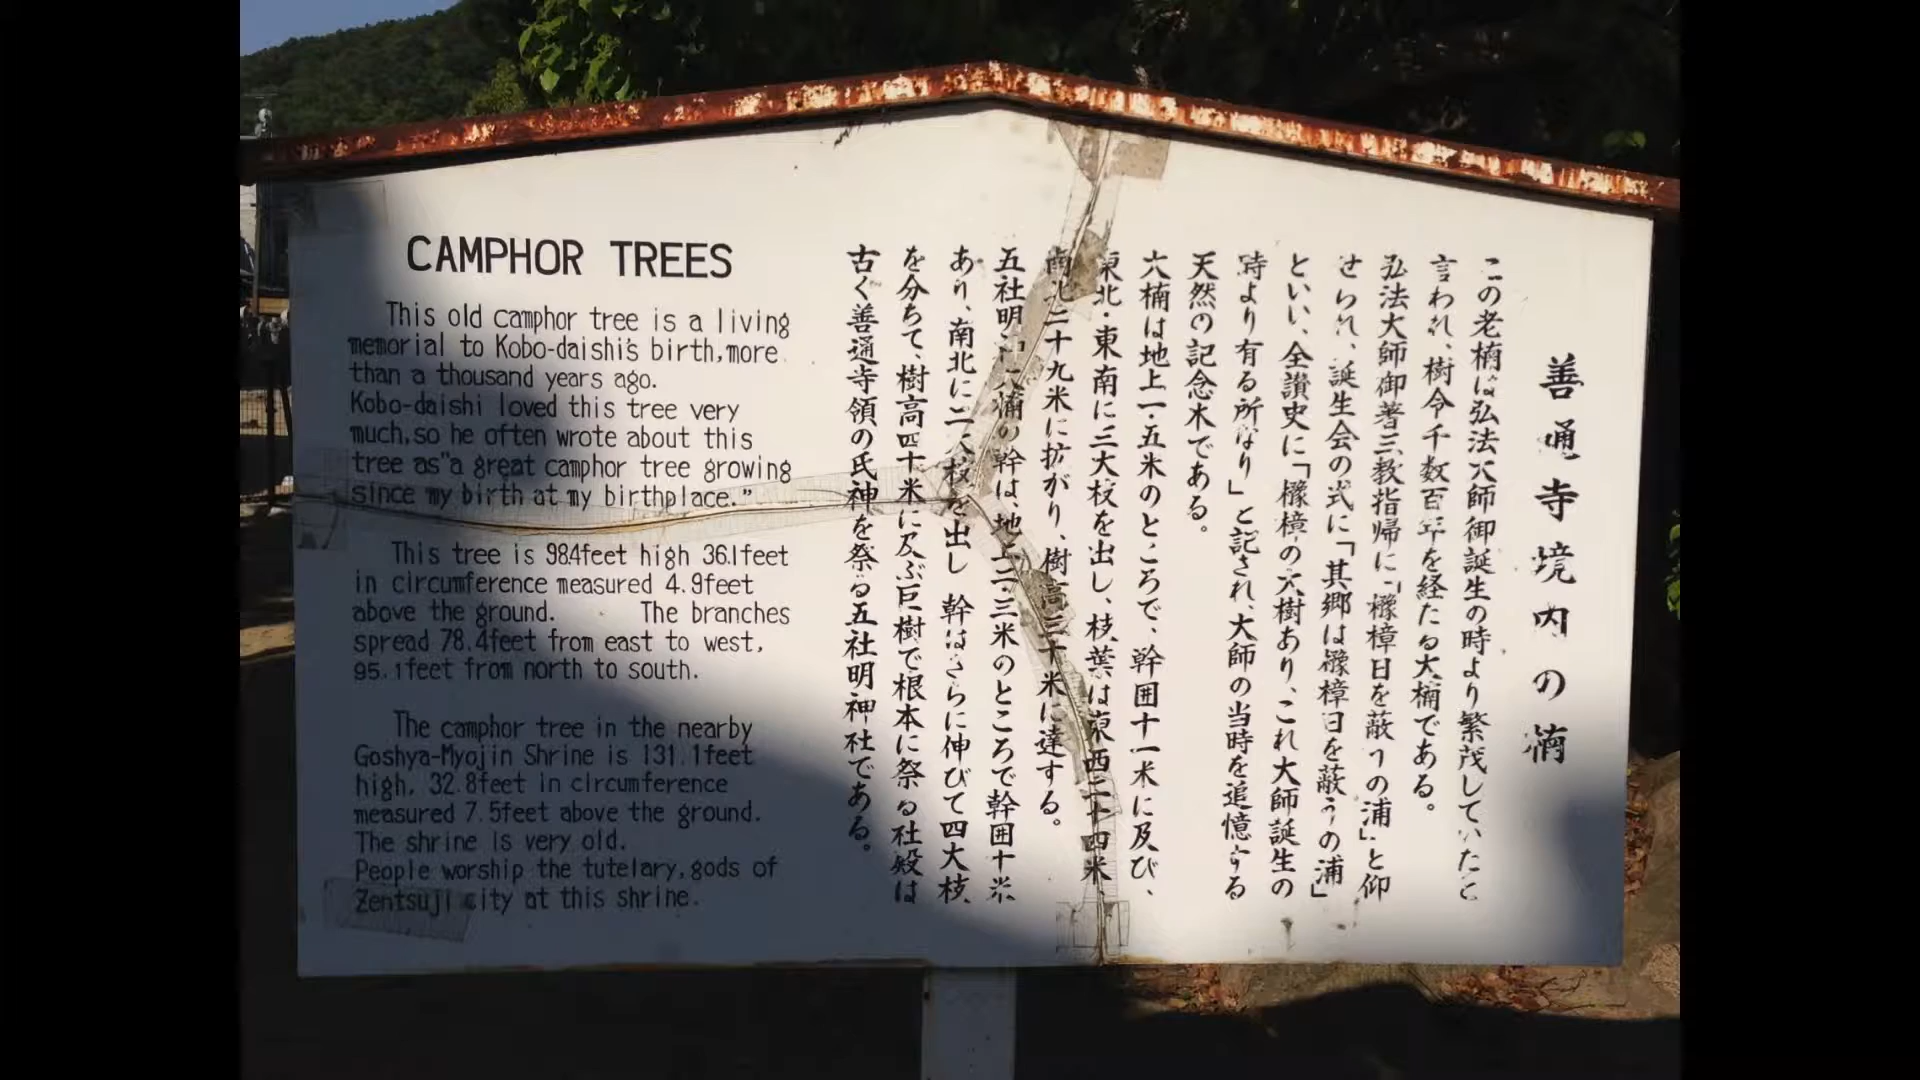 CAMPHOR TREES
This old camphor tree is a living
memorial to Kobo-daishi's birth, more
than a thousand years ago.
Kobo-daishi loved this tree very
much, so he often wrote about this
tree as "a great camphor tree growing
since my birth at my birthplace."
This tree is 984feet high 36.1feet
in circumference measured 4.9feet
above the ground. The branches
spread 78.4feet from east to west,
95.1feet from north to south.
The camphor tree in the nearby
Goshya-Myojin Shrine is 131.1feet
high. 32.8feet in circumference
measured 7.5feet above the ground.
The shrine is very old.
People worship the tutelary, gods of
Zentsuji city at this shrine.
善通寺境内の楠
この老楠は弘法大師御誕生の時より繁茂していたと
言われ、樹令千数百年を経たる大楠である。
弘法大師御著三教指帰に「櫲樟日を蔽うの浦」と仰
せられ、誕生会の式に「其郷は櫲樟日を蔽うの浦」
といい、全讃史に「櫲樟の大樹あり、これ大師誕生の
時より有る所なり」と記され、大師の当時を追憶する
天然の記念木である。
大楠は地上一・五米のところで、幹囲十一米に及び、
東北・東南に三大枝を出し、枝葉は東西二十四米
南北二十九米に拡がり、樹高三十米に達する。
五社明神大楠の幹は、地上二・三米のところで幹囲十米
あり、南北に二大枝を出し 幹はさらに伸びて四大枝
を分ちて、樹高四十米に及ぶ巨樹で根本に祭る社殿は
古く善通寺領の氏神を祭る五社明神社である。